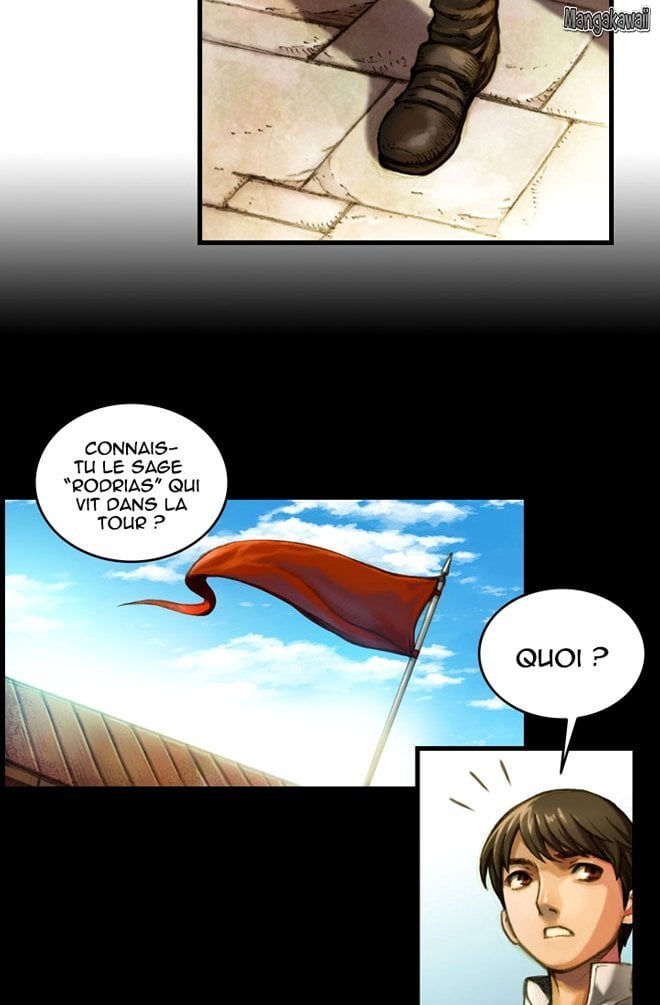 Mangakawaii
CONNAIS-
TU LE SAGE
"RODRIAS" QUI
VIT DANS LA
TOUR ?
QUOI ?